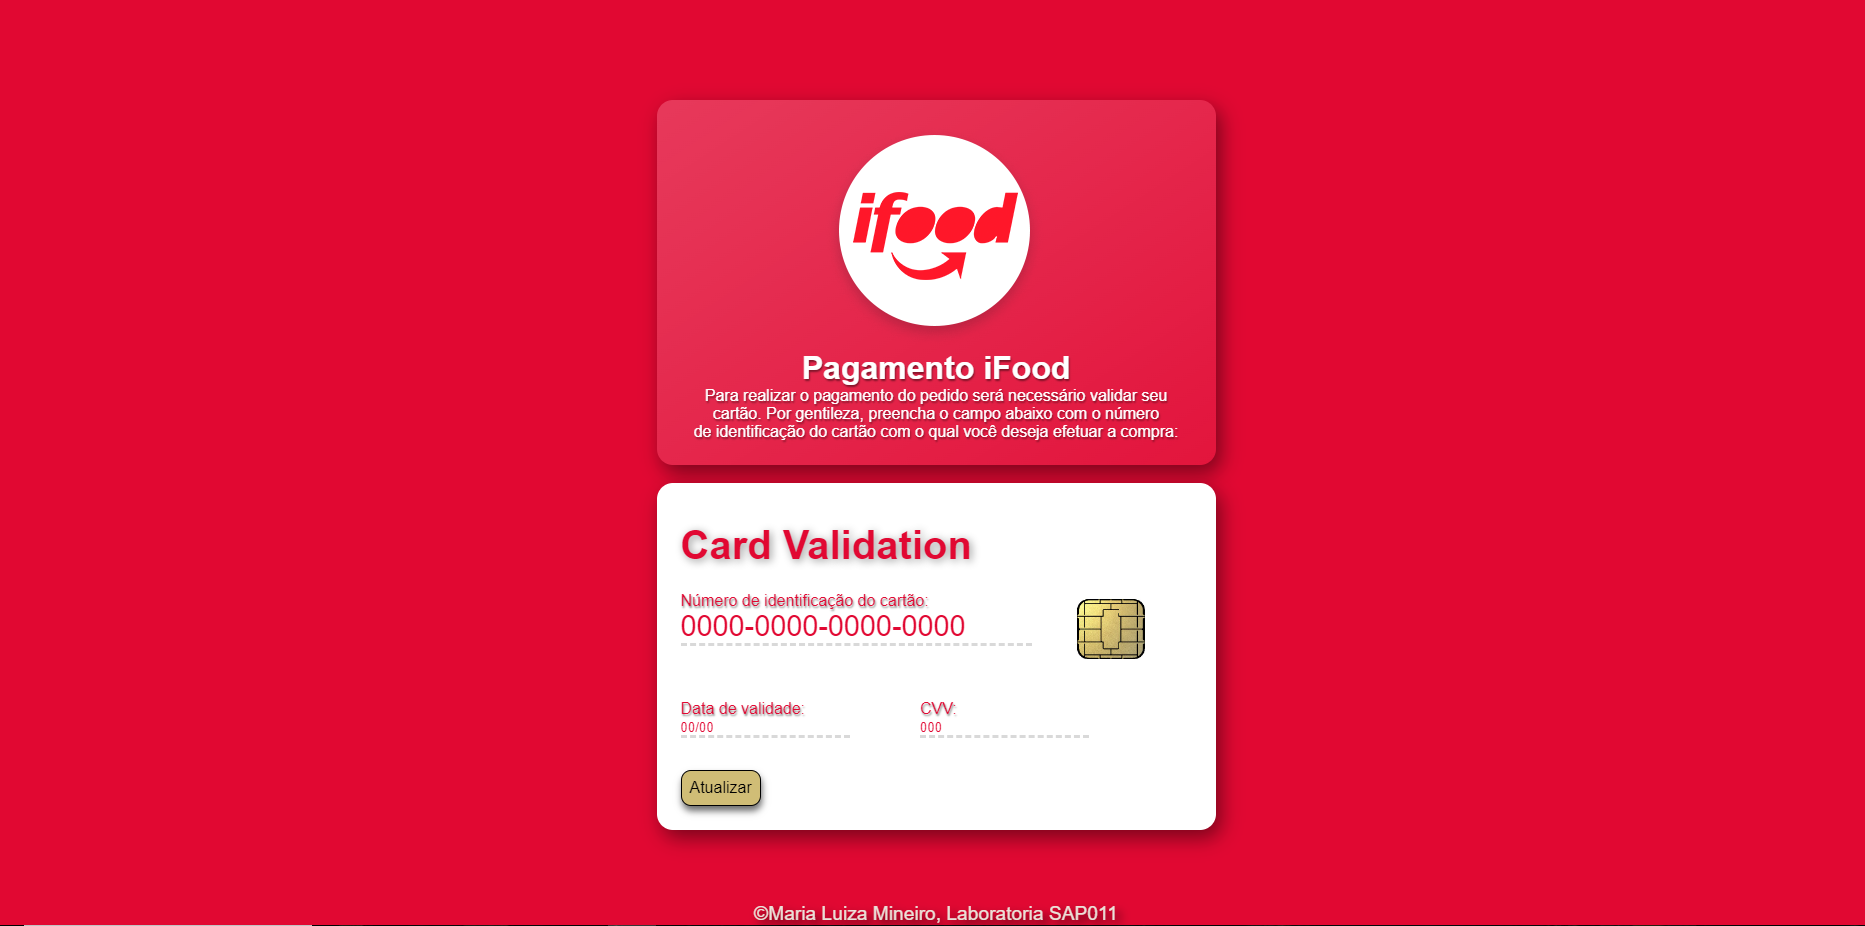 ifood
Pagamento iFood
Para realizar o pagamento do pedido será necessário validar seu
cartão. Por gentileza, preencha o campo abaixo com o número
de identificação do cartão com o qual você deseja efetuar a compra:
Card Validation
Número de identificação do cartão:
0000-0000-0000-0000
Data de validade:
00/00
CVV:
000
Atualizar
©Maria Luiza Mineiro, Laboratoria SAP011